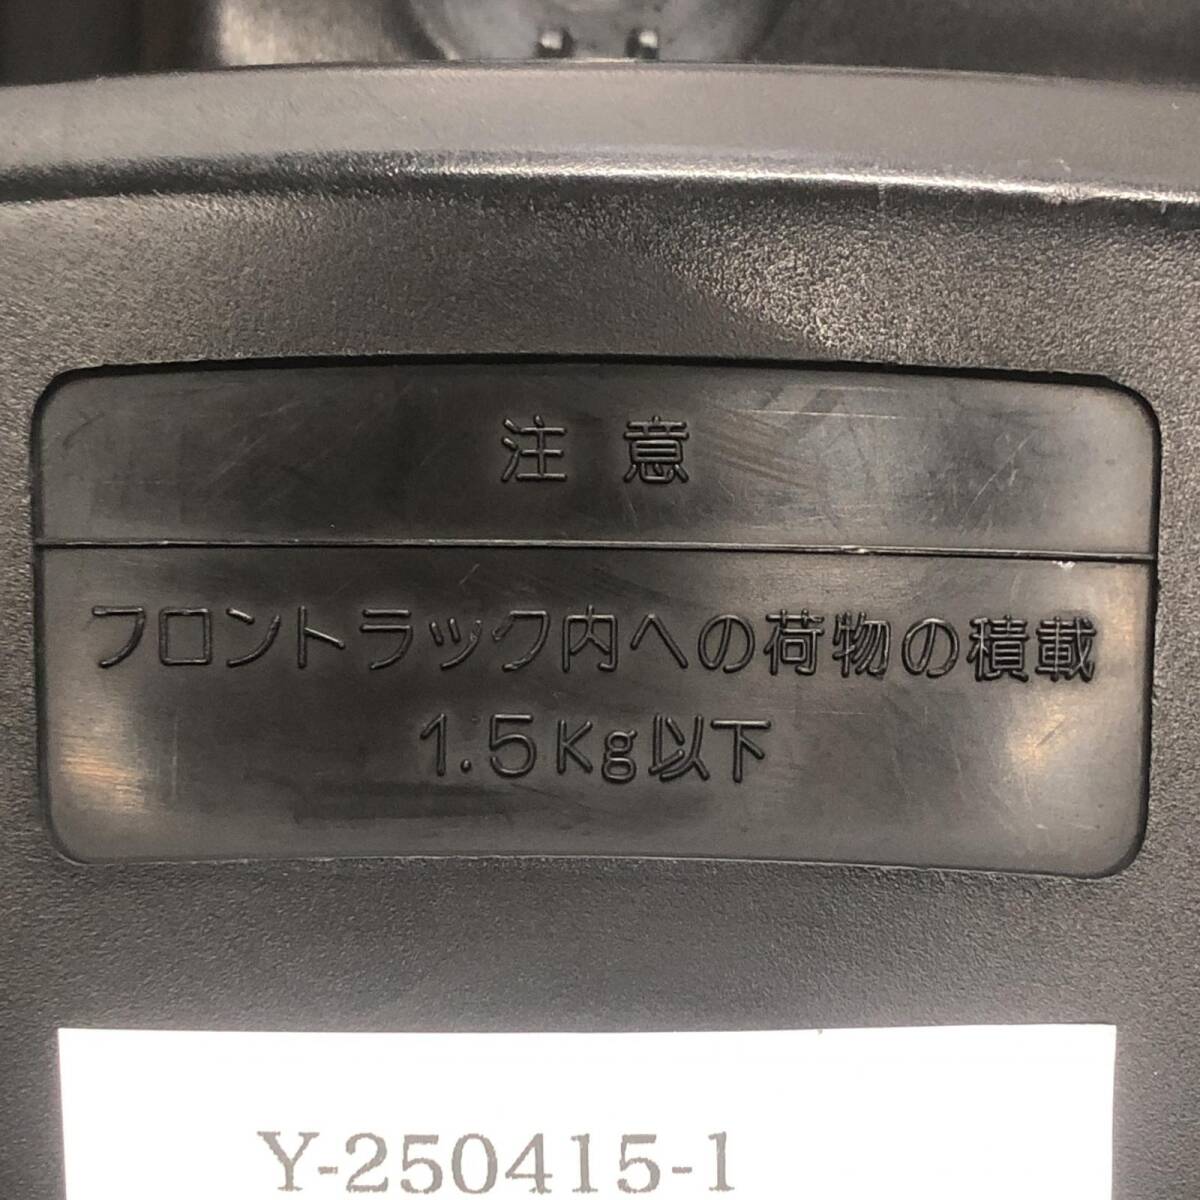 注意
フロントラック内への荷物の積載
1.5Kg以下
Y-250415-1